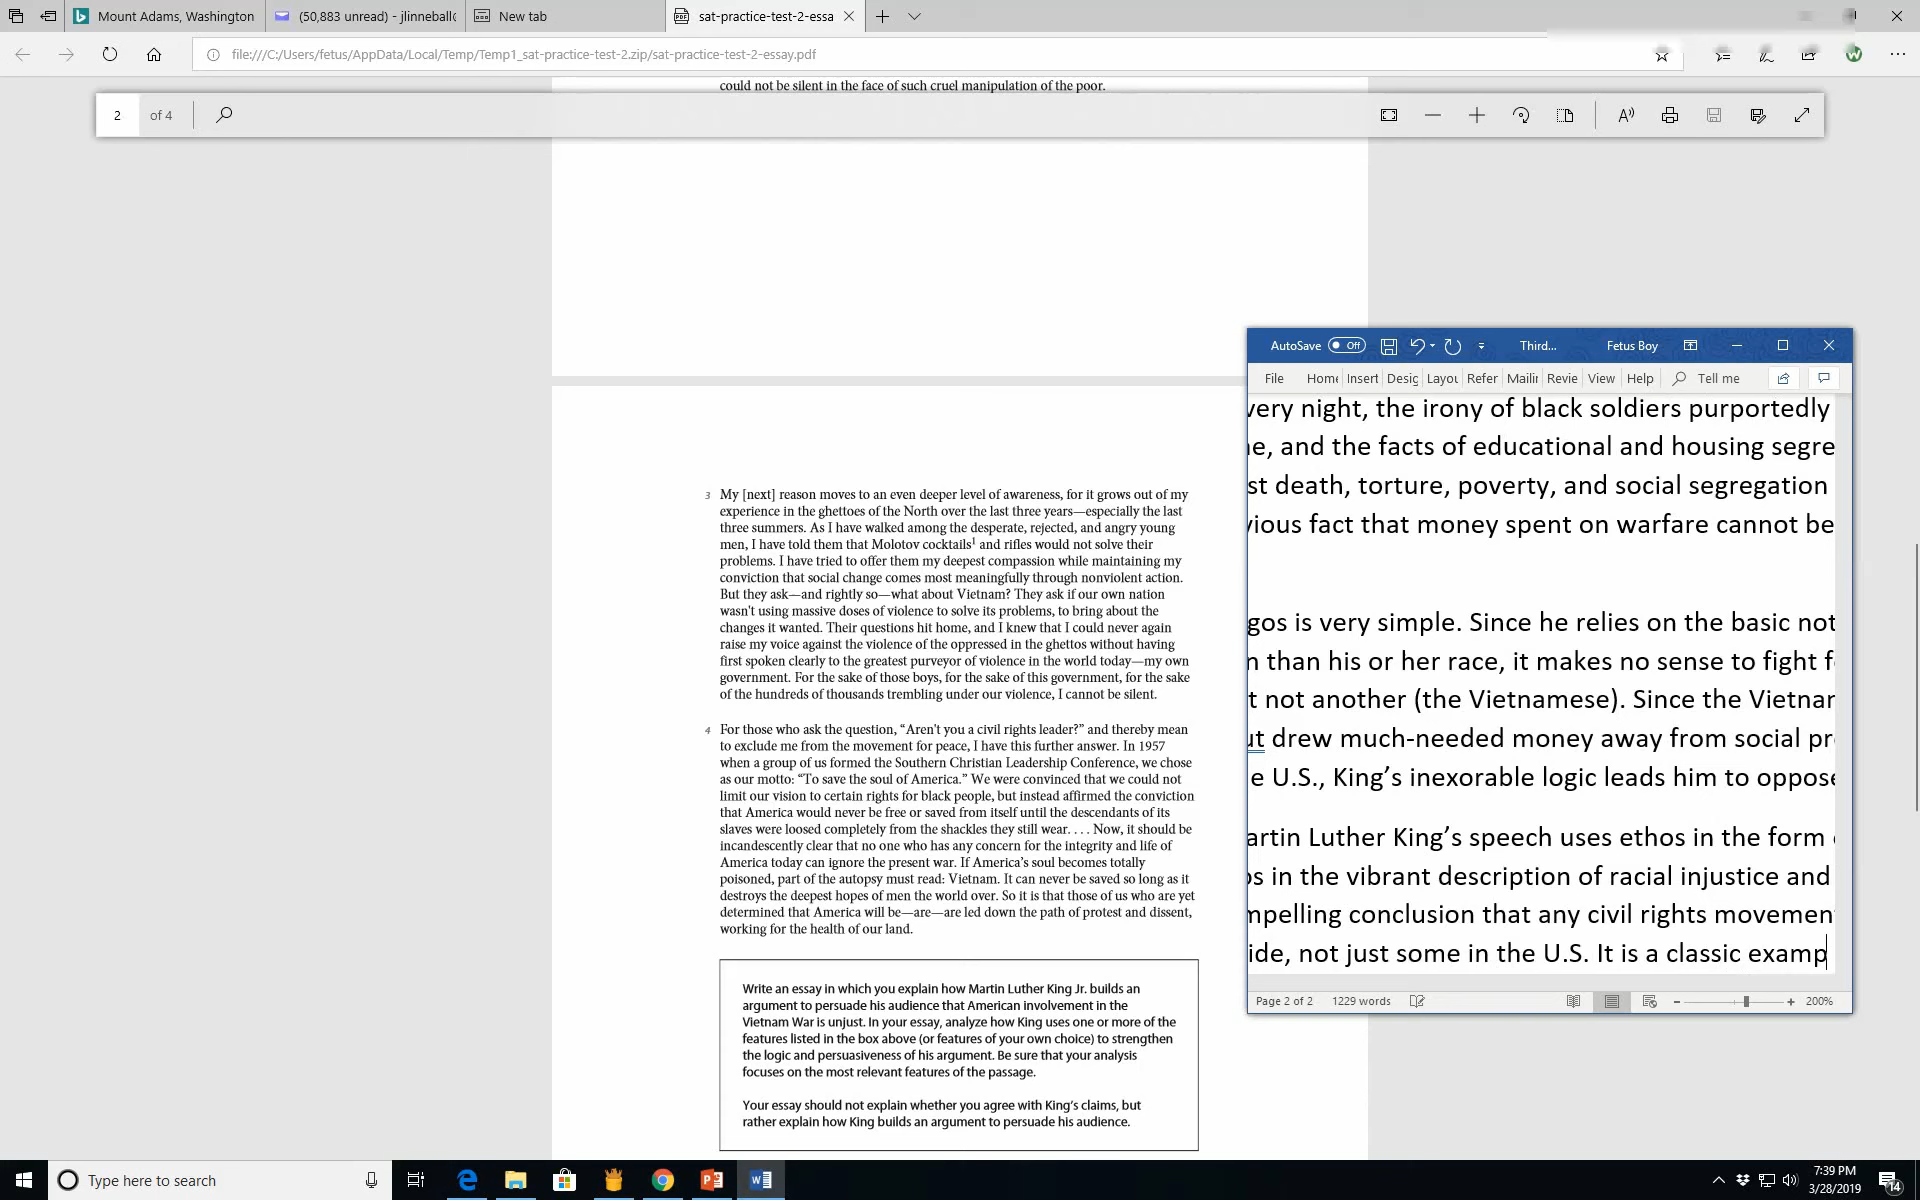 Mount Adams, Washington
(50,883 unread) - jlinneball
New tab
sat-practice-test-2-essa
file:///C:/Users/fetus/AppData/Local/Temp/Temp1_sat-practice-test-2.zip/sat-practice-test-2-essay.pdf
could not be silent in the face of such cruel manipulation of the poor.
2 of 4
3 My [next] reason moves to an even deeper level of awareness, for it grows out of my
experience in the ghettoes of the North over the last three years—especially the last
three summers. As I have walked among the desperate, rejected, and angry young
men, I have told them that Molotov cocktails1 and rifles would not solve their
problems. I have tried to offer them my deepest compassion while maintaining my
conviction that social change comes most meaningfully through nonviolent action.
But they ask—and rightly so—what about Vietnam? They ask if our own nation
wasn't using massive doses of violence to solve its problems, to bring about the
changes it wanted. Their questions hit home, and I knew that I could never again
raise my voice against the violence of the oppressed in the ghettos without having
first spoken clearly to the greatest purveyor of violence in the world today—my own
government. For the sake of those boys, for the sake of this government, for the sake
of the hundreds of thousands trembling under our violence, I cannot be silent.
4 For those who ask the question, “Aren't you a civil rights leader?” and thereby mean
to exclude me from the movement for peace, I have this further answer. In 1957
when a group of us formed the Southern Christian Leadership Conference, we chose
as our motto: “To save the soul of America.” We were convinced that we could not
limit our vision to certain rights for black people, but instead affirmed the conviction
that America would never be free or saved from itself until the descendants of its
slaves were loosed completely from the shackles they still wear. . . . Now, it should be
incandescently clear that no one who has any concern for the integrity and life of
America today can ignore the present war. If America's soul becomes totally
poisoned, part of the autopsy must read: Vietnam. It can never be saved so long as it
destroys the deepest hopes of men the world over. So it is that those of us who are yet
determined that America will be—are—are led down the path of protest and dissent,
working for the health of our land.
Write an essay in which you explain how Martin Luther King Jr. builds an
argument to persuade his audience that American involvement in the
Vietnam War is unjust. In your essay, analyze how King uses one or more of the
features listed in the box above (or features of your own choice) to strengthen
the logic and persuasiveness of his argument. Be sure that your analysis
focuses on the most relevant features of the passage.
Your essay should not explain whether you agree with King's claims, but
rather explain how King builds an argument to persuade his audience.
AutoSave Off Third... Fetus Boy
File Home Insert Desig Layou Refer Mailin Revie View Help Tell me
very night, the irony of black soldiers purportedly
e, and the facts of educational and housing segre
st death, torture, poverty, and social segregation
vious fact that money spent on warfare cannot be
gos is very simple. Since he relies on the basic not
n than his or her race, it makes no sense to fight f
t not another (the Vietnamese). Since the Vietnam
ut drew much-needed money away from social pr
e U.S., King’s inexorable logic leads him to oppose
artin Luther King’s speech uses ethos in the form
os in the vibrant description of racial injustice and
mpelling conclusion that any civil rights movement
ide, not just some in the U.S. It is a classic examp
Page 2 of 2 1229 words 200%
Type here to search
7:39 PM
3/28/2019
14